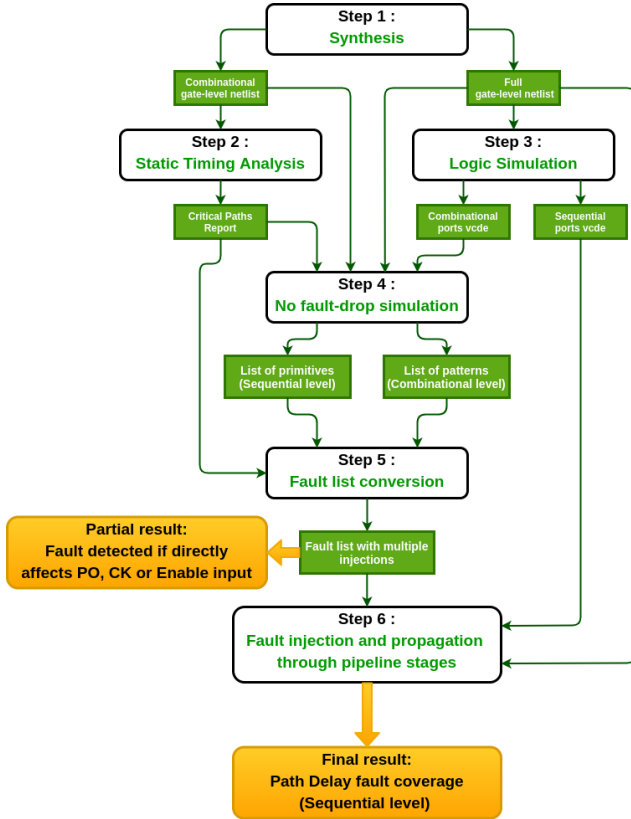 Step 1 :
Synthesis
Combinational
gate-level netlist
Full
gate-level netlist
Step 2 :
Static Timing Analysis
Step 3 :
Logic Simulation
Critical Paths
Report
Combinational
ports vcde
Sequential
ports vcde
Step 4 :
No fault-drop simulation
List of primitives
(Sequential level)
List of patterns
(Combinational level)
Step 5 :
Fault list conversion
Partial result:
Fault detected if directly
affects PO, CK or Enable input
Fault list with multiple
injections
Step 6 :
Fault injection and propagation
through pipeline stages
Final result:
Path Delay fault coverage
(Sequential level)